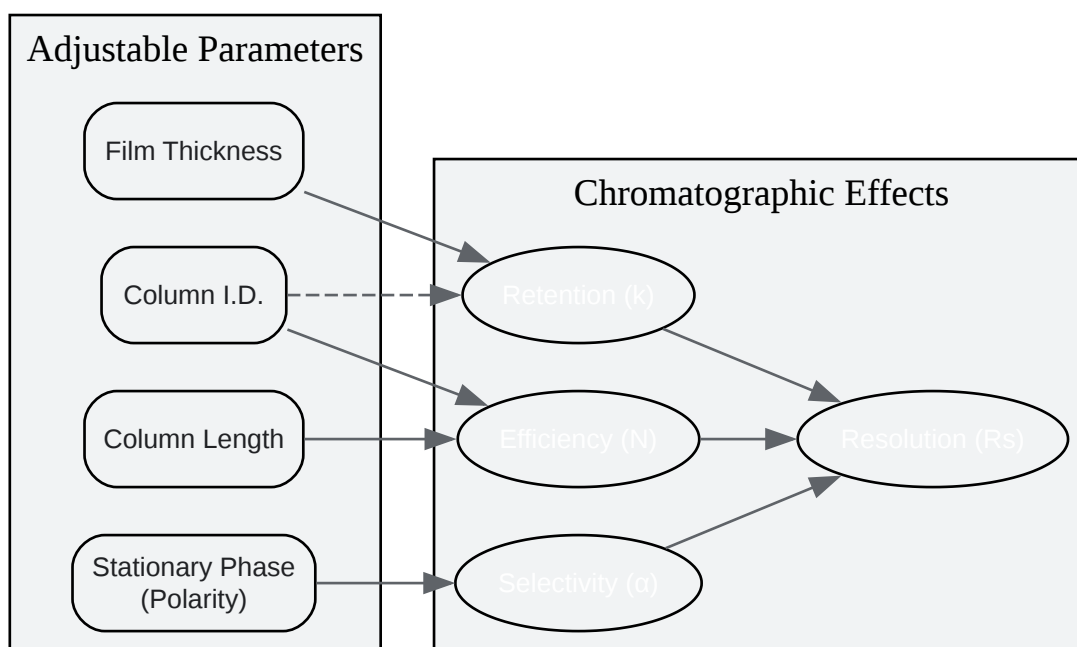 Adjustable Parameters
Film Thickness
Column I.D.
Column Length
Stationary Phase
(Polarity)
Chromatographic Effects
Retention (k)
Efficiency (N)
Selectivity (α)
Resolution (Rs)